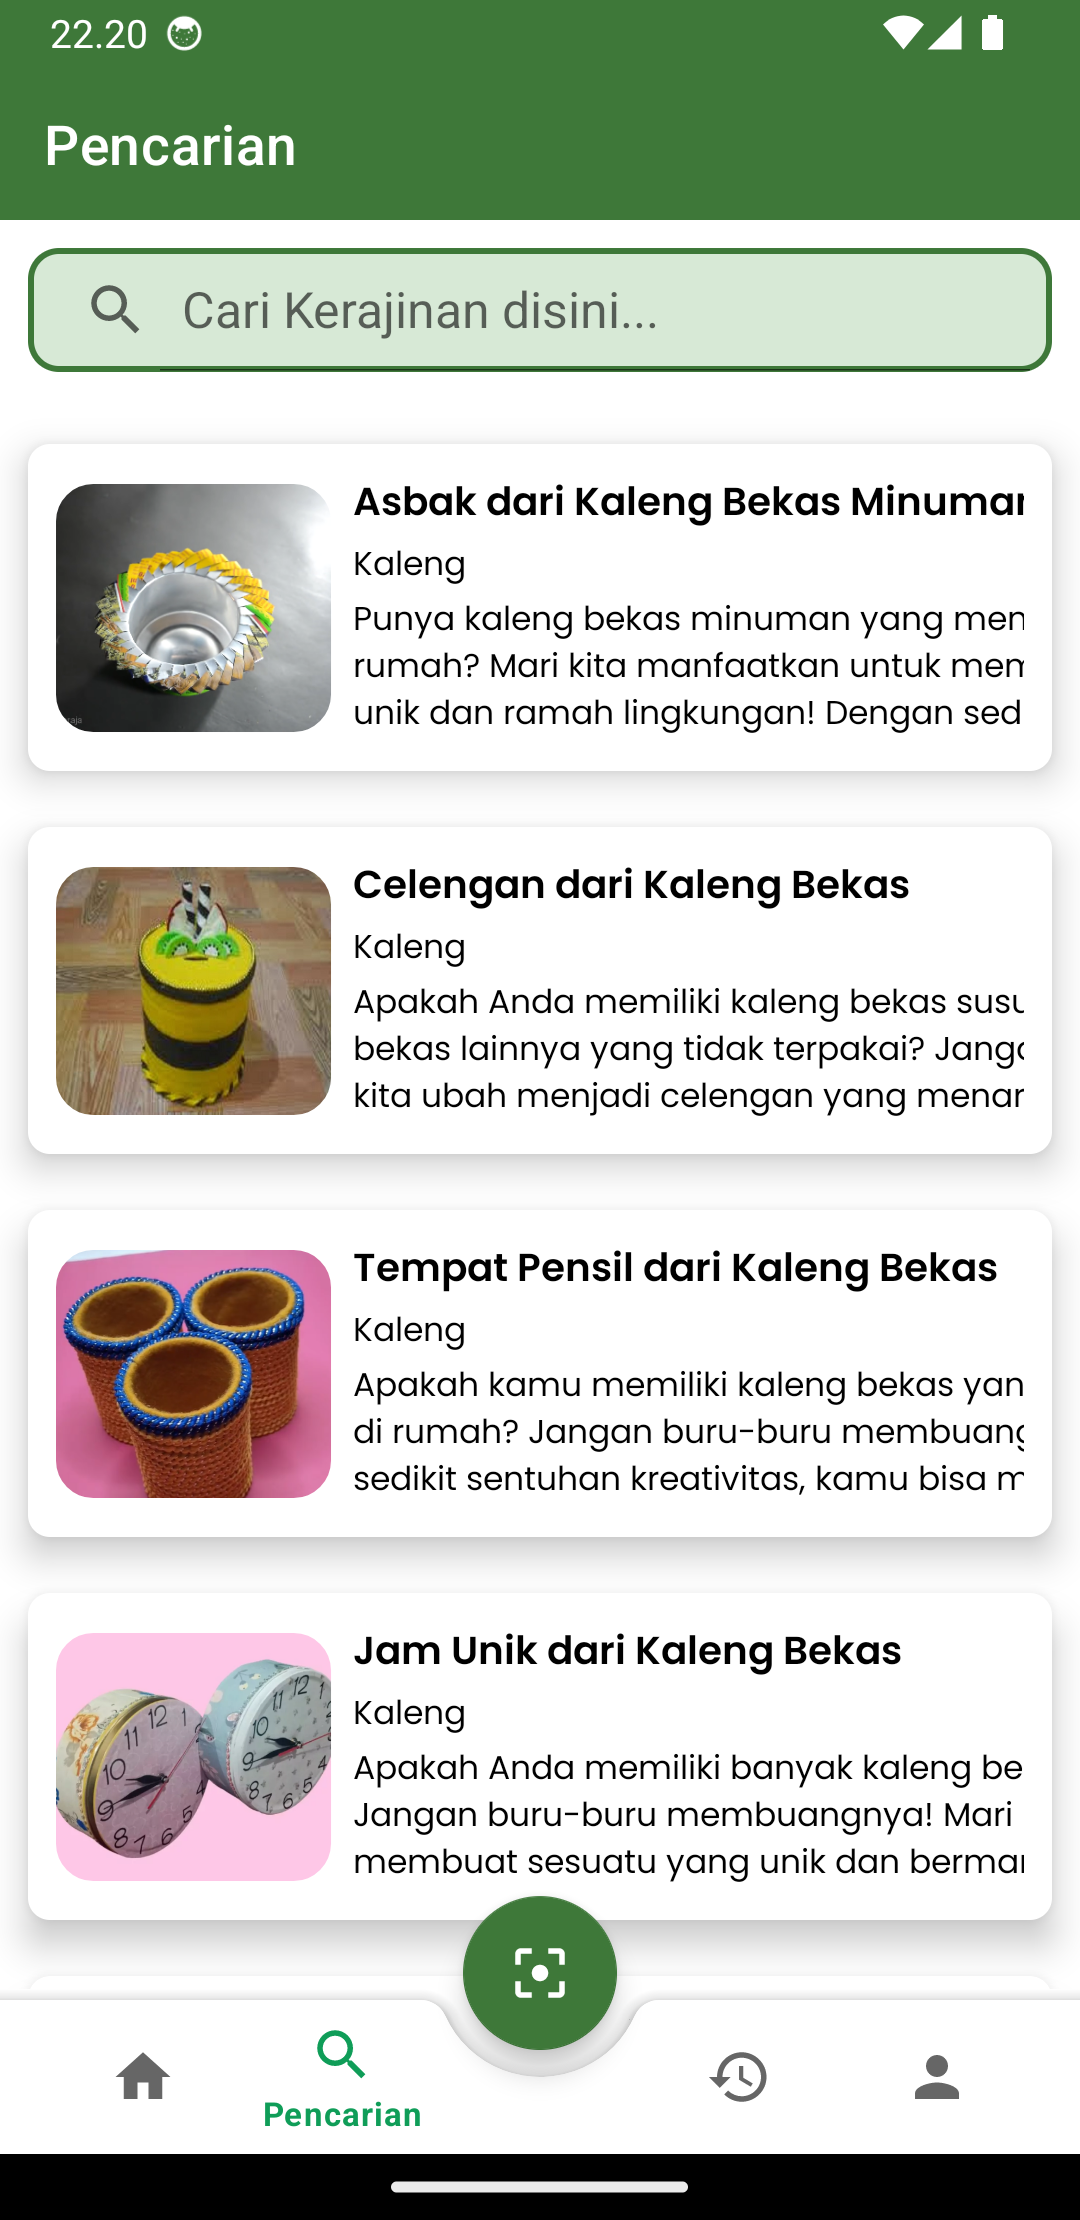 22.20
Pencarian
Cari Kerajinan disini...
Asbak dari Kaleng Bekas Minuman
Kaleng
Punya kaleng bekas minuman yang men
rumah? Mari kita manfaatkan untuk mem
unik dan ramah lingkungan! Dengan sed
Celengan dari Kaleng Bekas
Kaleng
Apakah Anda memiliki kaleng bekas susu
bekas lainnya yang tidak terpakai? Janga
kita ubah menjadi celengan yang menar
Tempat Pensil dari Kaleng Bekas
Kaleng
Apakah kamu memiliki kaleng bekas yan
di rumah? Jangan buru-buru membuang
sedikit sentuhan kreativitas, kamu bisa m
Jam Unik dari Kaleng Bekas
Kaleng
Apakah Anda memiliki banyak kaleng be
Jangan buru-buru membuangnya! Mari
membuat sesuatu yang unik dan berman
Pencarian